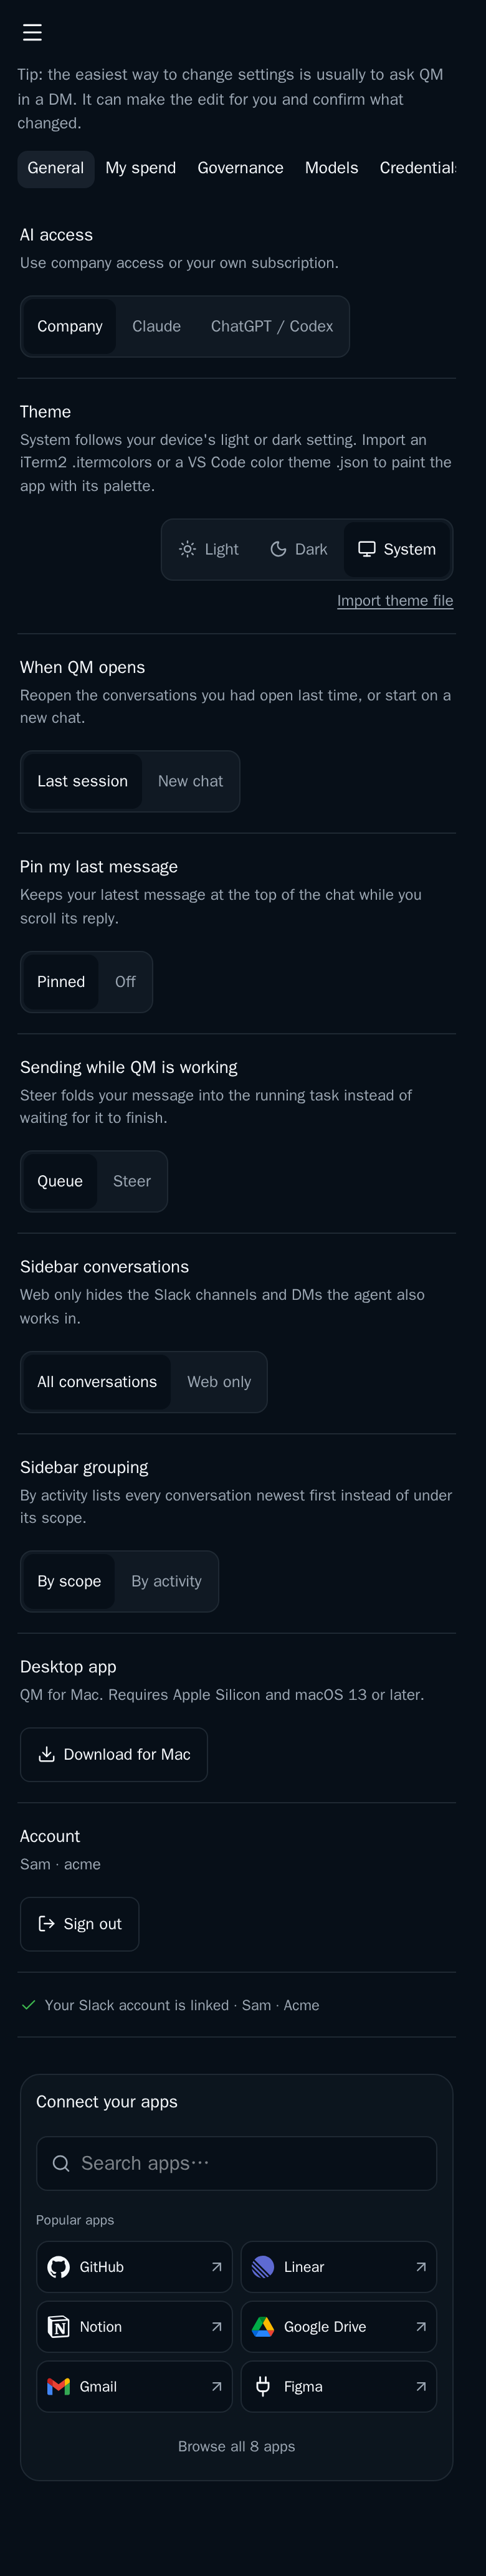 Tip: the easiest way to change settings is usually to ask QM
in a DM. It can make the edit for you and confirm what
changed.
General My spend Governance Models Credentials
AI access
Use company access or your own subscription.
Company Claude ChatGPT / Codex
Theme
System follows your device's light or dark setting. Import an
iTerm2 .itermcolors or a VS Code color theme .json to paint the
app with its palette.
Light Dark System
Import theme file
When QM opens
Reopen the conversations you had open last time, or start on a
new chat.
Last session New chat
Pin my last message
Keeps your latest message at the top of the chat while you
scroll its reply.
Pinned Off
Sending while QM is working
Steer folds your message into the running task instead of
waiting for it to finish.
Queue Steer
Sidebar conversations
Web only hides the Slack channels and DMs the agent also
works in.
All conversations Web only
Sidebar grouping
By activity lists every conversation newest first instead of under
its scope.
By scope By activity
Desktop app
QM for Mac. Requires Apple Silicon and macOS 13 or later.
Download for Mac
Account
Sam · acme
Sign out
Your Slack account is linked · Sam · Acme
Connect your apps
Search apps…
Popular apps
GitHub Linear
Notion Google Drive
Gmail Figma
Browse all 8 apps